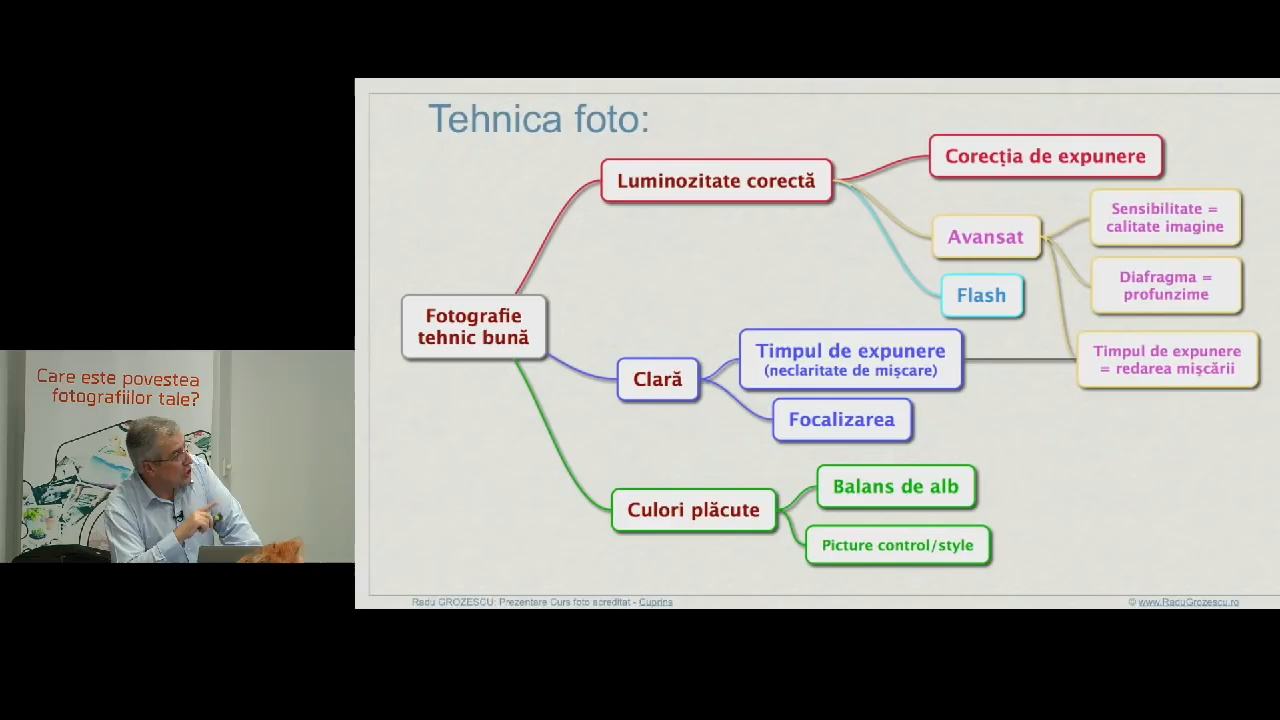 Tehnica foto:
Luminozitate corectă
Corecția de expunere
Avansat
Sensibilitate =
calitate imagine
Diafragma =
profunzime
Flash
Fotografie
tehnic bună
Clară
Timpul de expunere
(neclaritate de mișcare)
Timpul de expunere
= redarea mișcării
Focalizarea
Culori plăcute
Balans de alb
Picture control/style
Radu GROZESCU: Prezentare Curs foto acreditat - Cuprins
© www.RaduGrozescu.ro
Care este povestea
fotografiilor tale?